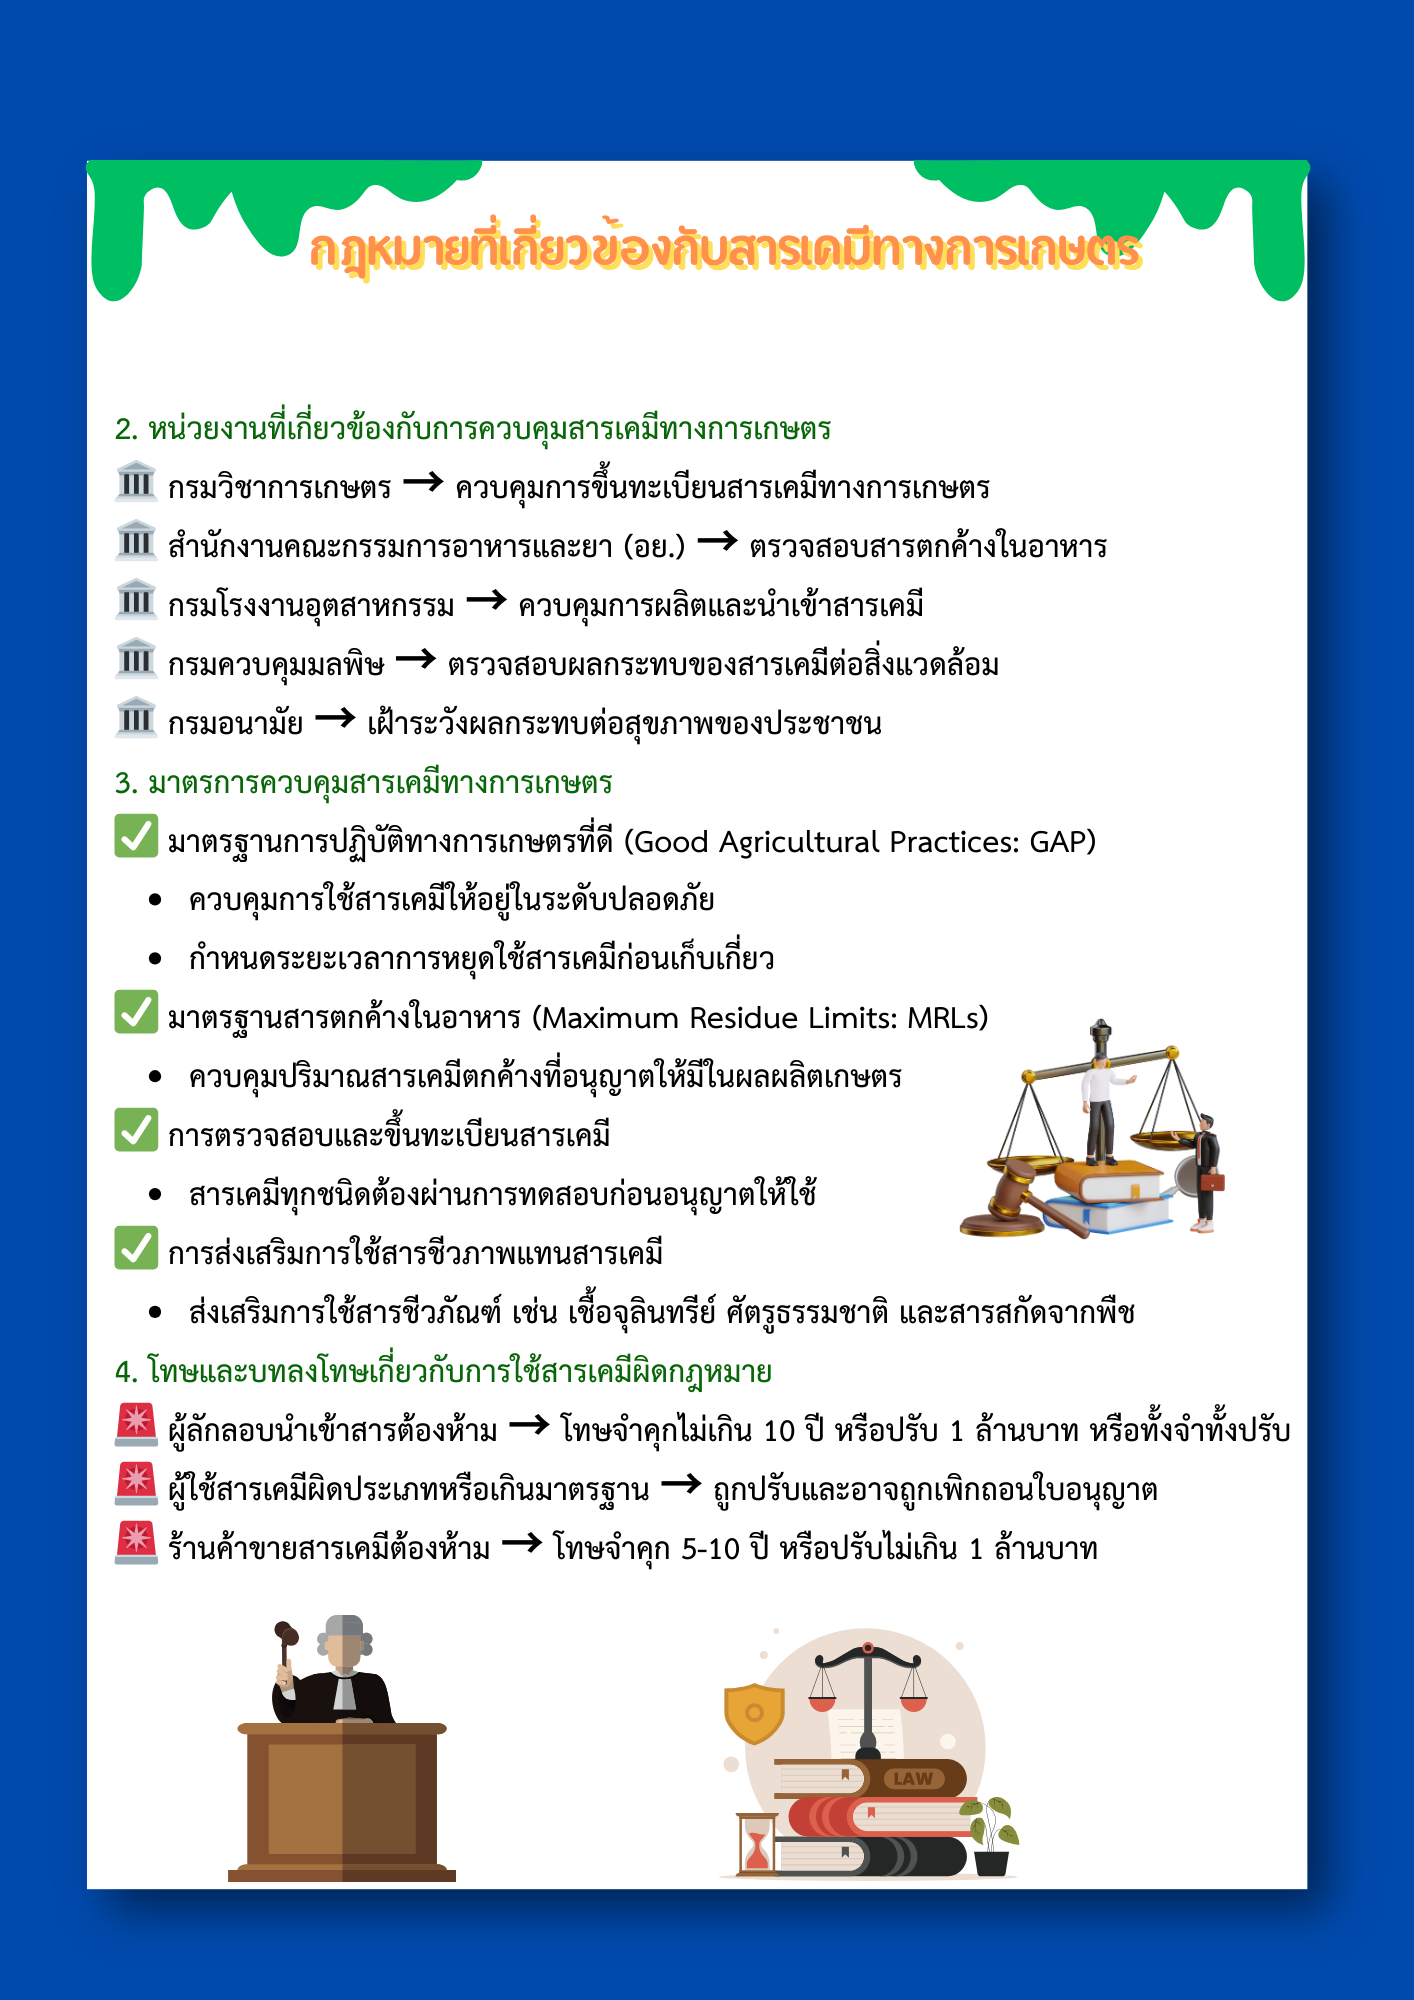 กฎหมายที่เกี่ยวข้องกับสารเคมีทางการเกษตร
2. หน่วยงานที่เกี่ยวข้องกับการควบคุมสารเคมีทางการเกษตร
🏛️ กรมวิชาการเกษตร → ควบคุมการขึ้นทะเบียนสารเคมีทางการเกษตร
🏛️ สำนักงานคณะกรรมการอาหารและยา (อย.) → ตรวจสอบสารตกค้างในอาหาร
🏛️ กรมโรงงานอุตสาหกรรม → ควบคุมการผลิตและนำเข้าสารเคมี
🏛️ กรมควบคุมมลพิษ → ตรวจสอบผลกระทบของสารเคมีต่อสิ่งแวดล้อม
🏛️ กรมอนามัย → เฝ้าระวังผลกระทบต่อสุขภาพของประชาชน
3. มาตรการควบคุมสารเคมีทางการเกษตร
✅ มาตรฐานการปฏิบัติทางการเกษตรที่ดี (Good Agricultural Practices: GAP)
• ควบคุมการใช้สารเคมีให้อยู่ในระดับปลอดภัย
• กำหนดระยะเวลาการหยุดใช้สารเคมีก่อนเก็บเกี่ยว
✅ มาตรฐานสารตกค้างในอาหาร (Maximum Residue Limits: MRLs)
• ควบคุมปริมาณสารเคมีตกค้างที่อนุญาตให้มีในผลผลิตเกษตร
✅ การตรวจสอบและขึ้นทะเบียนสารเคมี
• สารเคมีทุกชนิดต้องผ่านการทดสอบก่อนอนุญาตให้ใช้
✅ การส่งเสริมการใช้สารชีวภาพแทนสารเคมี
• ส่งเสริมการใช้สารชีวภัณฑ์ เช่น เชื้อจุลินทรีย์ ศัตรูธรรมชาติ และสารสกัดจากพืช
4. โทษและบทลงโทษเกี่ยวกับการใช้สารเคมีผิดกฎหมาย
🚨 ผู้ลักลอบนำเข้าสารต้องห้าม → โทษจำคุกไม่เกิน 10 ปี หรือปรับ 1 ล้านบาท หรือทั้งจำทั้งปรับ
🚨 ผู้ใช้สารเคมีผิดประเภทหรือเกินมาตรฐาน → ถูกปรับและอาจถูกเพิกถอนใบอนุญาต
🚨 ร้านค้าขายสารเคมีต้องห้าม → โทษจำคุก 5-10 ปี หรือปรับไม่เกิน 1 ล้านบาท
LAW